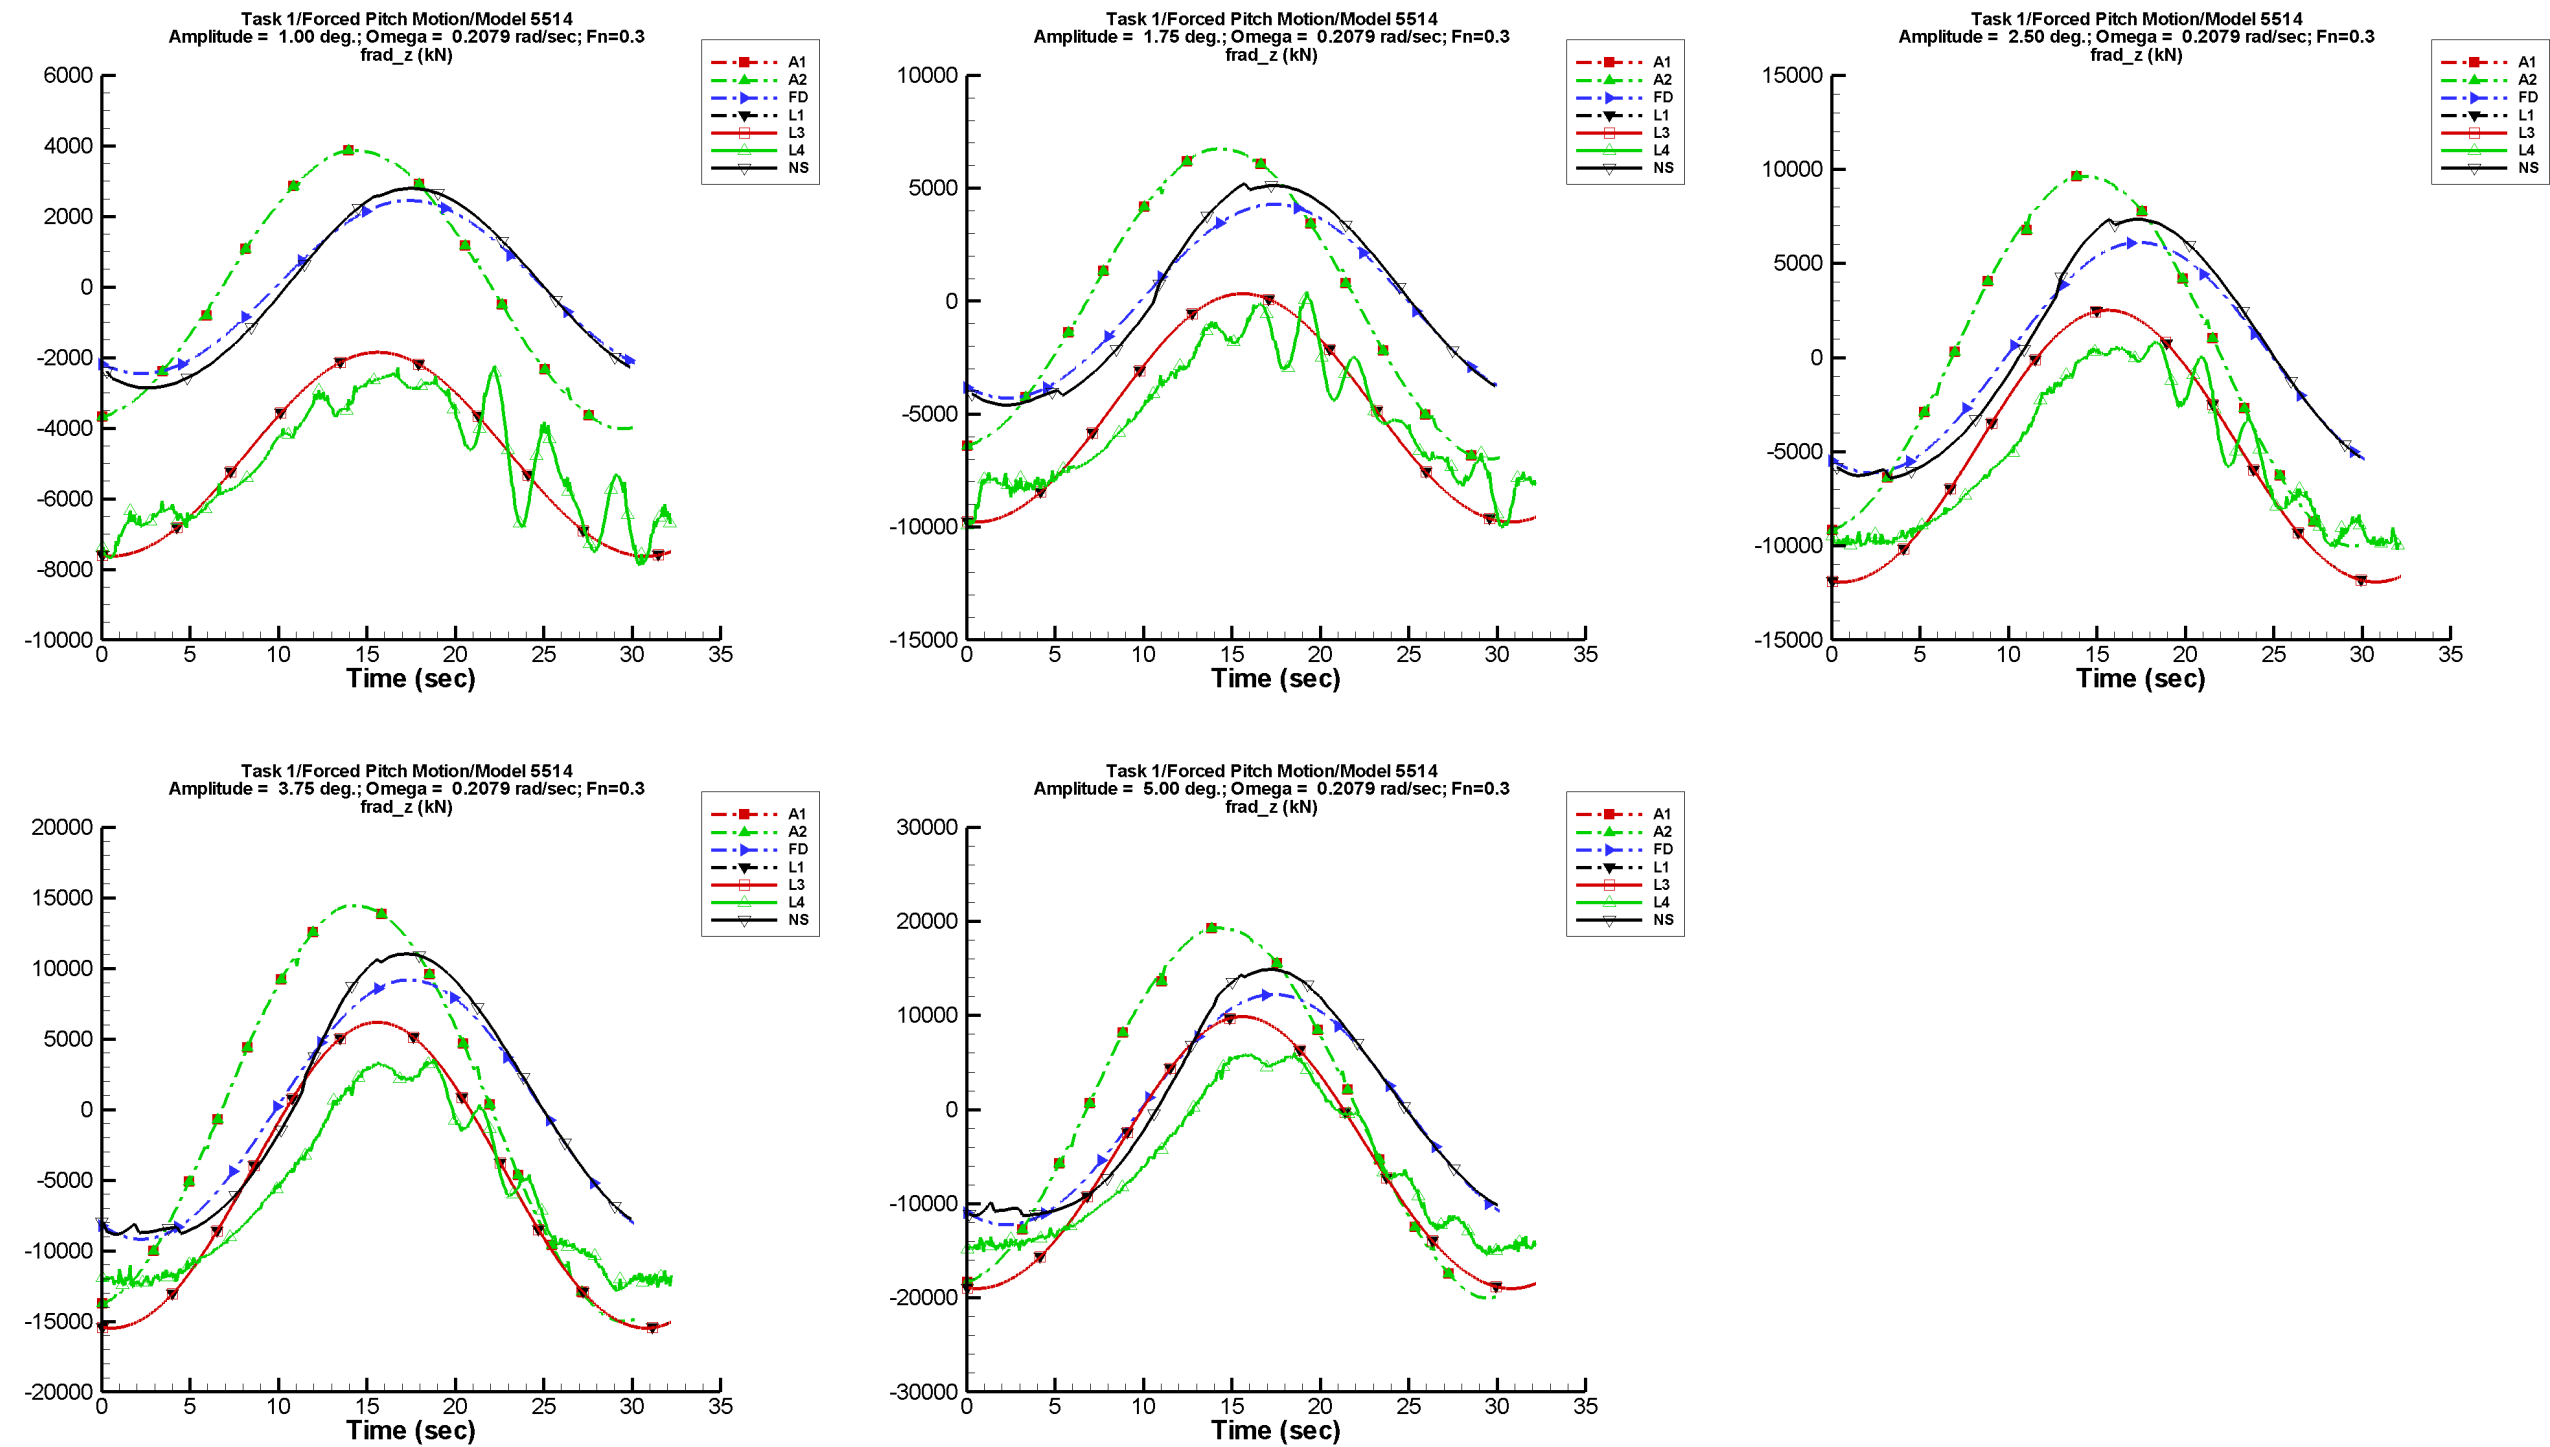 Task 1/Forced Pitch Motion/Model 5514
Amplitude = 1.00 deg.; Omega = 0.2079 rad/sec; Fn=0.3
frad_z (kN)
A1
A2
FD
L1
L3
L4
NS
6000
4000
2000
0
-2000
-4000
-6000
-8000
-10000
0 5 10 15 20 25 30 35
Time (sec)
Task 1/Forced Pitch Motion/Model 5514
Amplitude = 1.75 deg.; Omega = 0.2079 rad/sec; Fn=0.3
frad_z (kN)
A1
A2
FD
L1
L3
L4
NS
10000
5000
0
-5000
-10000
-15000
0 5 10 15 20 25 30 35
Time (sec)
Task 1/Forced Pitch Motion/Model 5514
Amplitude = 2.50 deg.; Omega = 0.2079 rad/sec; Fn=0.3
frad_z (kN)
A1
A2
FD
L1
L3
L4
NS
15000
10000
5000
0
-5000
-10000
-15000
0 5 10 15 20 25 30 35
Time (sec)
Task 1/Forced Pitch Motion/Model 5514
Amplitude = 3.75 deg.; Omega = 0.2079 rad/sec; Fn=0.3
frad_z (kN)
A1
A2
FD
L1
L3
L4
NS
20000
15000
10000
5000
0
-5000
-10000
-15000
-20000
0 5 10 15 20 25 30 35
Time (sec)
Task 1/Forced Pitch Motion/Model 5514
Amplitude = 5.00 deg.; Omega = 0.2079 rad/sec; Fn=0.3
frad_z (kN)
A1
A2
FD
L1
L3
L4
NS
30000
20000
10000
0
-10000
-20000
-30000
0 5 10 15 20 25 30 35
Time (sec)